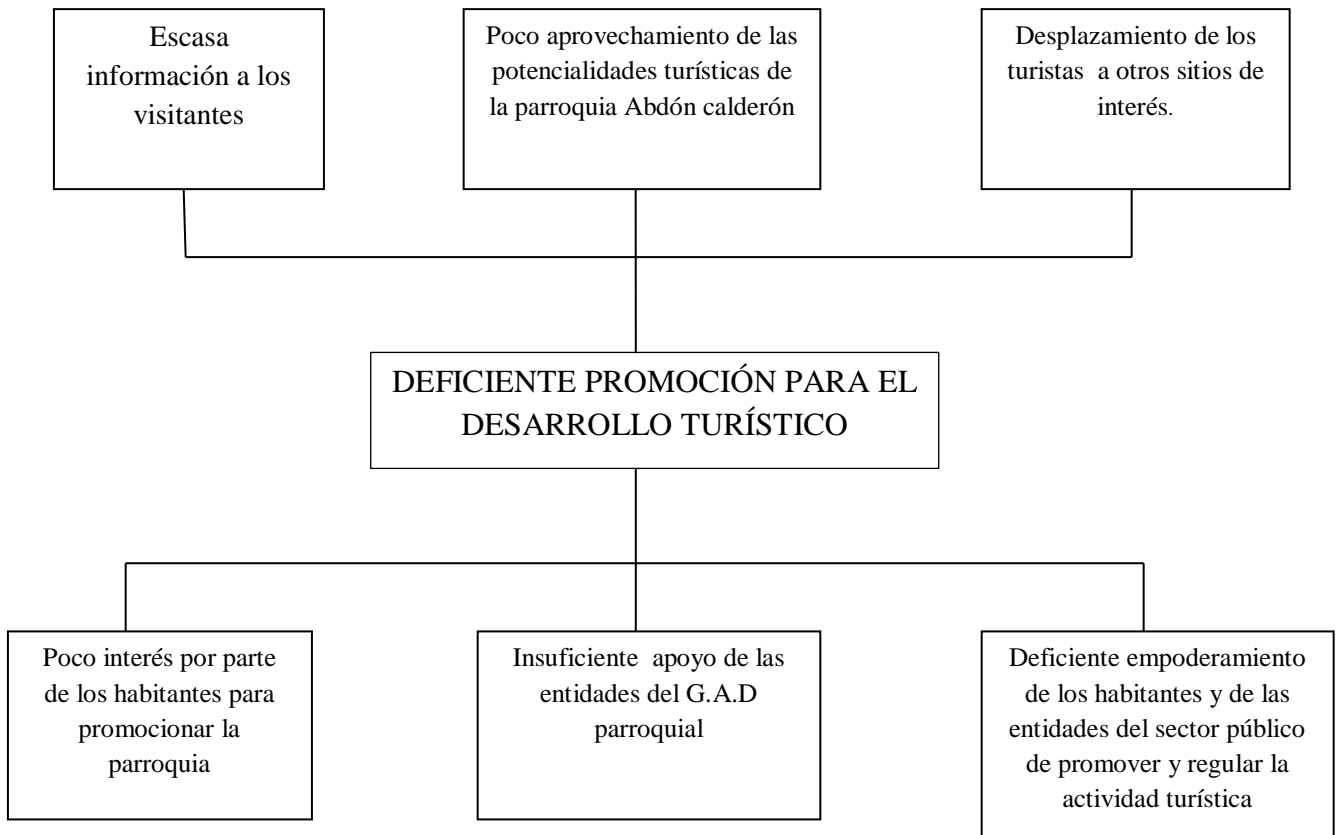 Escasa
información a los
visitantes
Poco aprovechamiento de las
potencialidades turísticas de
la parroquia Abdón calderón
Desplazamiento de los
turistas a otros sitios de
interés.
DEFICIENTE PROMOCIÓN PARA EL
DESARROLLO TURÍSTICO
Poco interés por parte
de los habitantes para
promocionar la
parroquia
Insuficiente apoyo de las
entidades del G.A.D
parroquial
Deficiente empoderamiento
de los habitantes y de las
entidades del sector público
de promover y regular la
actividad turística